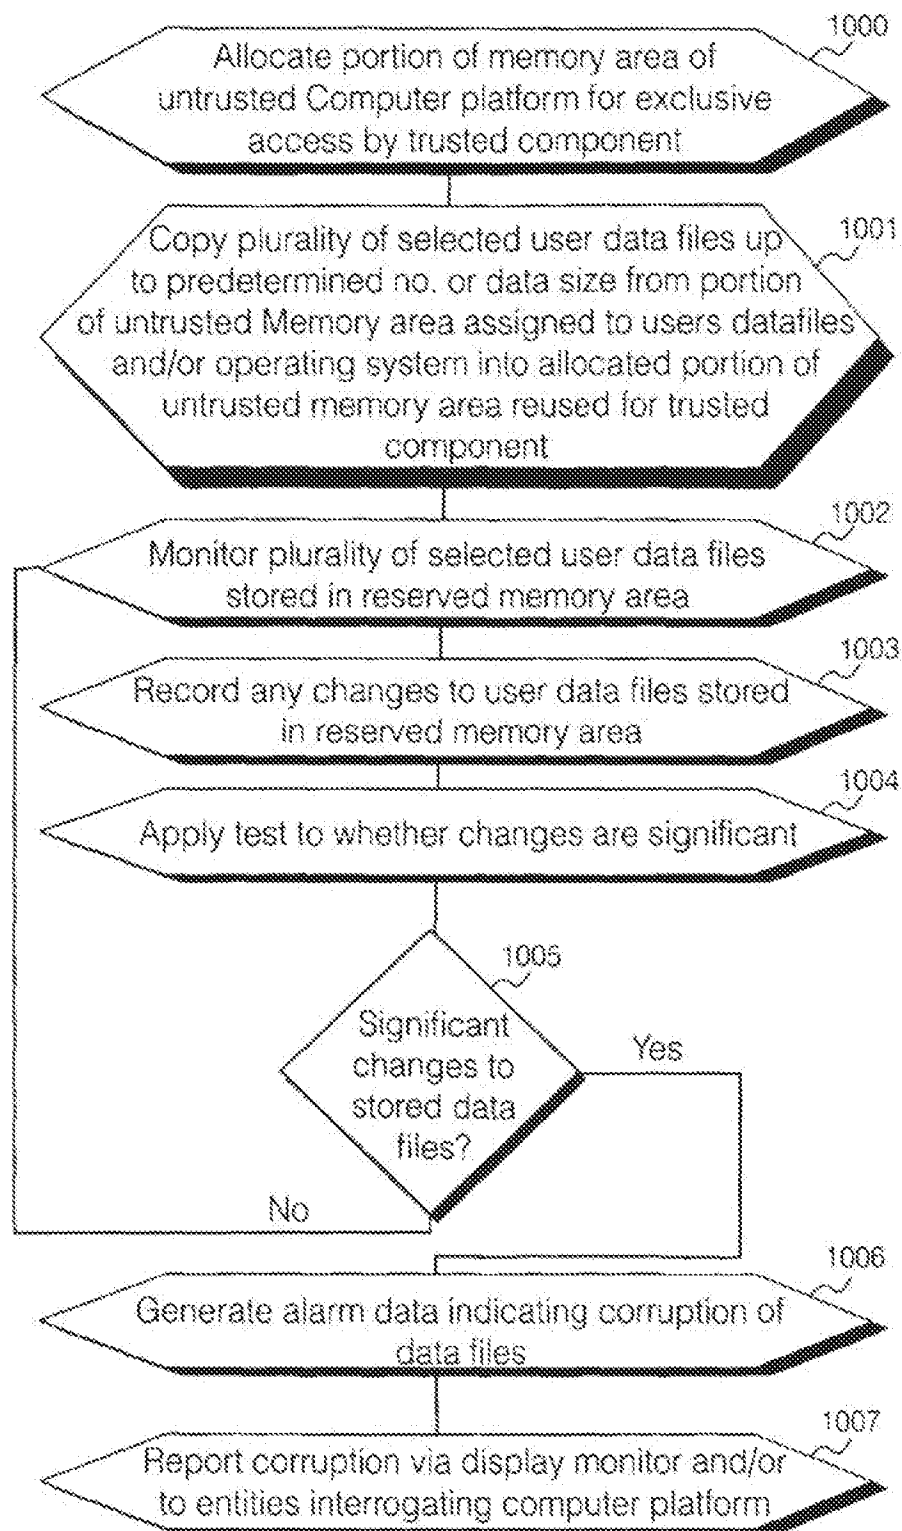 1000
Allocate portion of memory area of
untrusted Computer platform for exclusive
access by trusted component
1001
Copy plurality of selected user data files up
to predetermined no. or data size from portion
of untrusted Memory area assigned to users datafiles
and/or operating system into allocated portion of
untrusted memory area reused for trusted
component
1002
Monitor plurality of selected user data files
stored in reserved memory area
1003
Record any changes to user data files stored
in reserved memory area
1004
Apply test to whether changes are significant
1005
Significant
changes to
stored data
files?
Yes
No
1006
Generate alarm data indicating corruption of
data files
1007
Report corruption via display monitor and/or
to entities interrogating computer platform